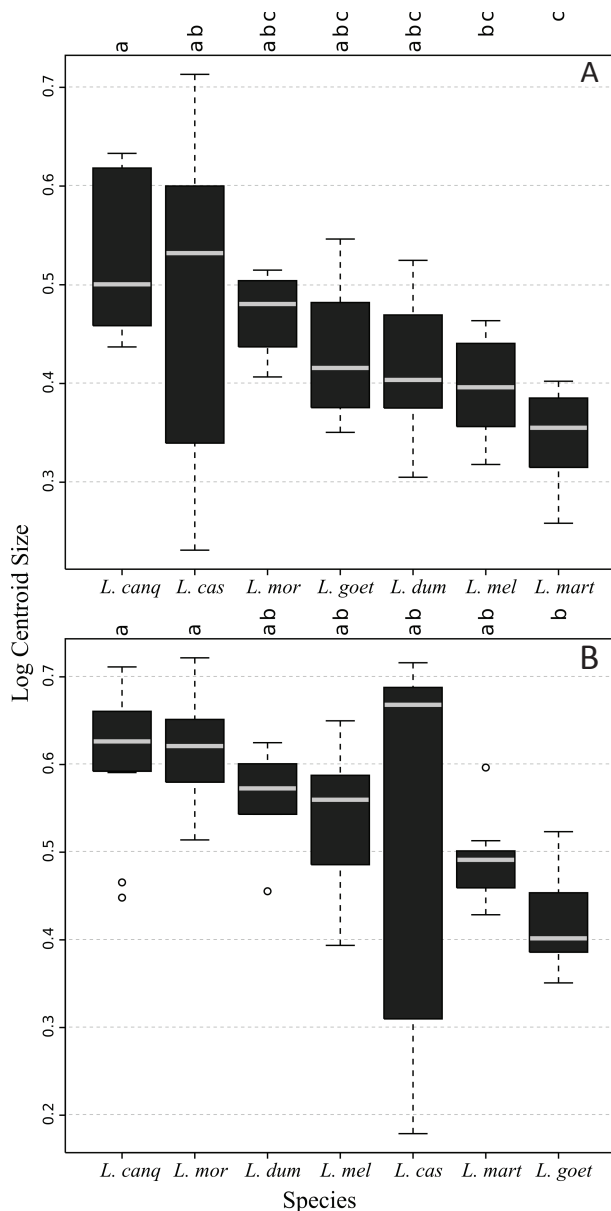 a ab abc abc abc bc c
A
0.7
0.6
0.5
0.4
0.3
L. canq L. cas L. mor L. goet L. dum L. mel L. mart
Log Centroid Size
a a ab ab ab ab b
B
0.7
0.6
0.5
0.4
0.3
0.2
L. canq L. mor L. dum L. mel L. cas L. mart L. goet
Species